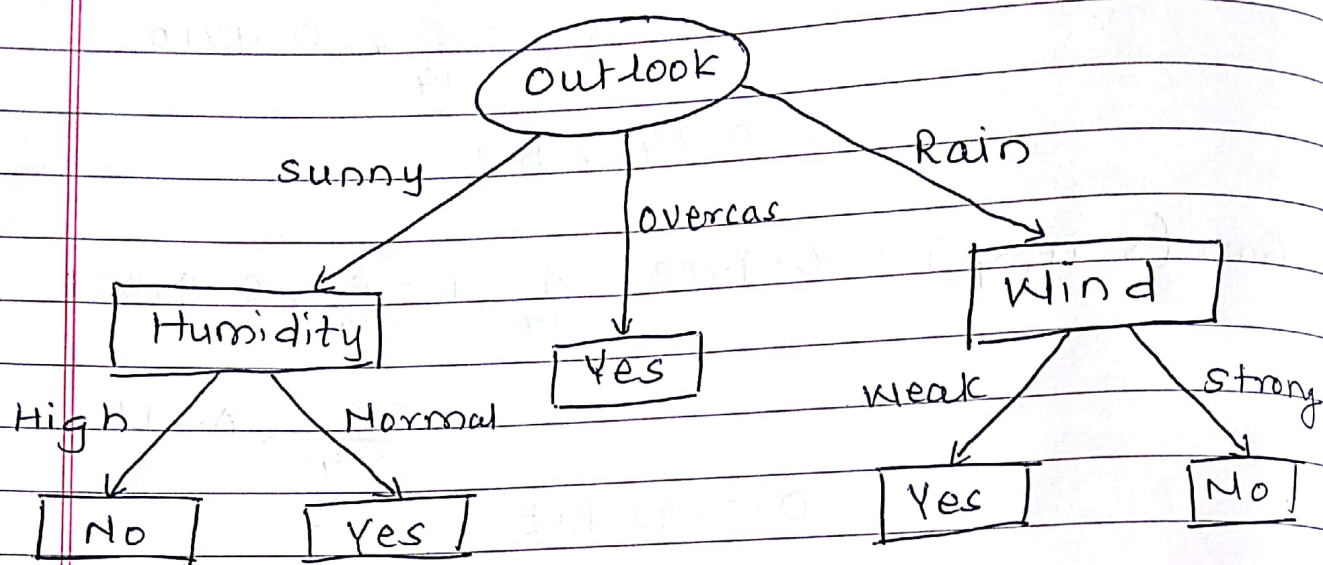 Outlook
Sunny
Overcas
Rain
Humidity
Yes
Wind
High
Normal
Weak
Strong
No
Yes
Yes
No